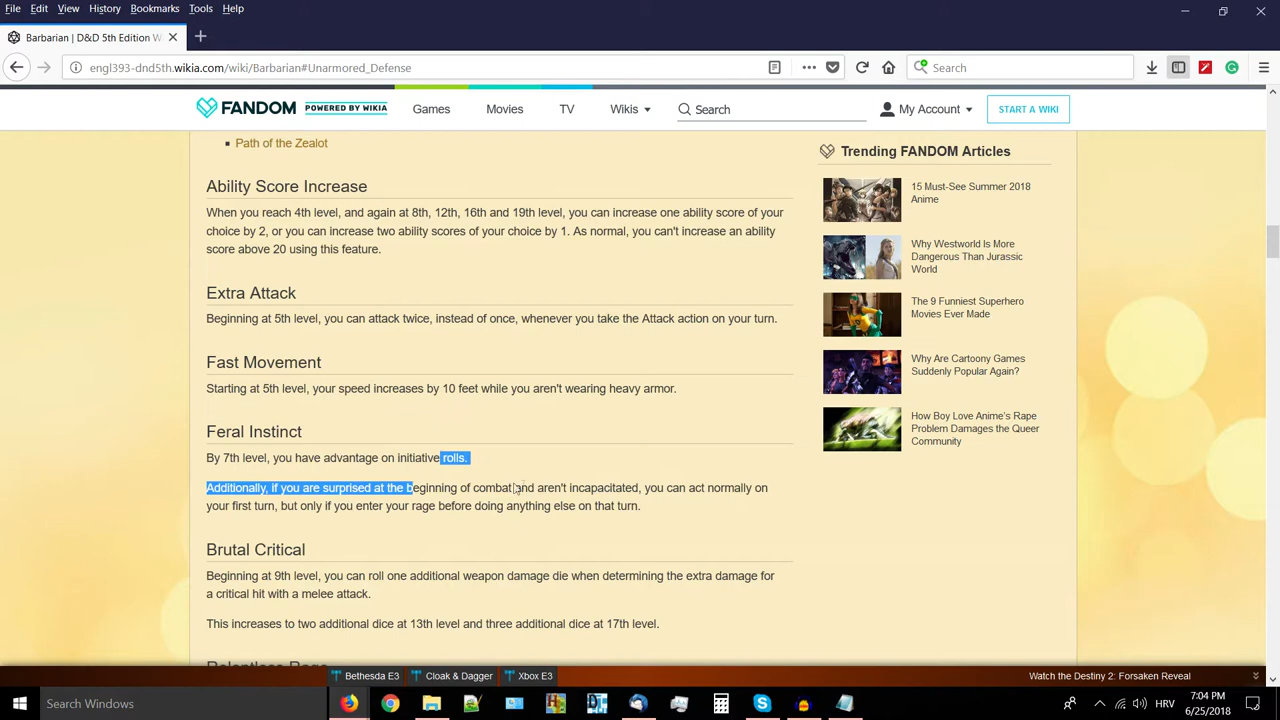 File Edit View History Bookmarks Tools Help
Barbarian | D&D 5th Edition W
engl393-dnd5th.wikia.com/wiki/Barbarian#Unarmored_Defense
Search
FANDOM POWERED BY WIKIA Games Movies TV Wikis Search My Account START A WIKI
Path of the Zealot
Ability Score Increase
When you reach 4th level, and again at 8th, 12th, 16th and 19th level, you can increase one ability score of your
choice by 2, or you can increase two ability scores of your choice by 1. As normal, you can't increase an ability
score above 20 using this feature.
Extra Attack
Beginning at 5th level, you can attack twice, instead of once, whenever you take the Attack action on your turn.
Fast Movement
Starting at 5th level, your speed increases by 10 feet while you aren't wearing heavy armor.
Feral Instinct
By 7th level, you have advantage on initiative rolls.
Additionally, if you are surprised at the beginning of combat and aren't incapacitated, you can act normally on
your first turn, but only if you enter your rage before doing anything else on that turn.
Brutal Critical
Beginning at 9th level, you can roll one additional weapon damage die when determining the extra damage for
a critical hit with a melee attack.
This increases to two additional dice at 13th level and three additional dice at 17th level.
Relentless Rage
Trending FANDOM Articles
15 Must-See Summer 2018
Anime
Why Westworld Is More
Dangerous Than Jurassic
World
The 9 Funniest Superhero
Movies Ever Made
Why Are Cartoony Games
Suddenly Popular Again?
How Boy Love Anime's Rape
Problem Damages the Queer
Community
Bethesda E3 Cloak & Dagger Xbox E3 Watch the Destiny 2: Forsaken Reveal
Search Windows
HRV
7:04 PM
6/25/2018